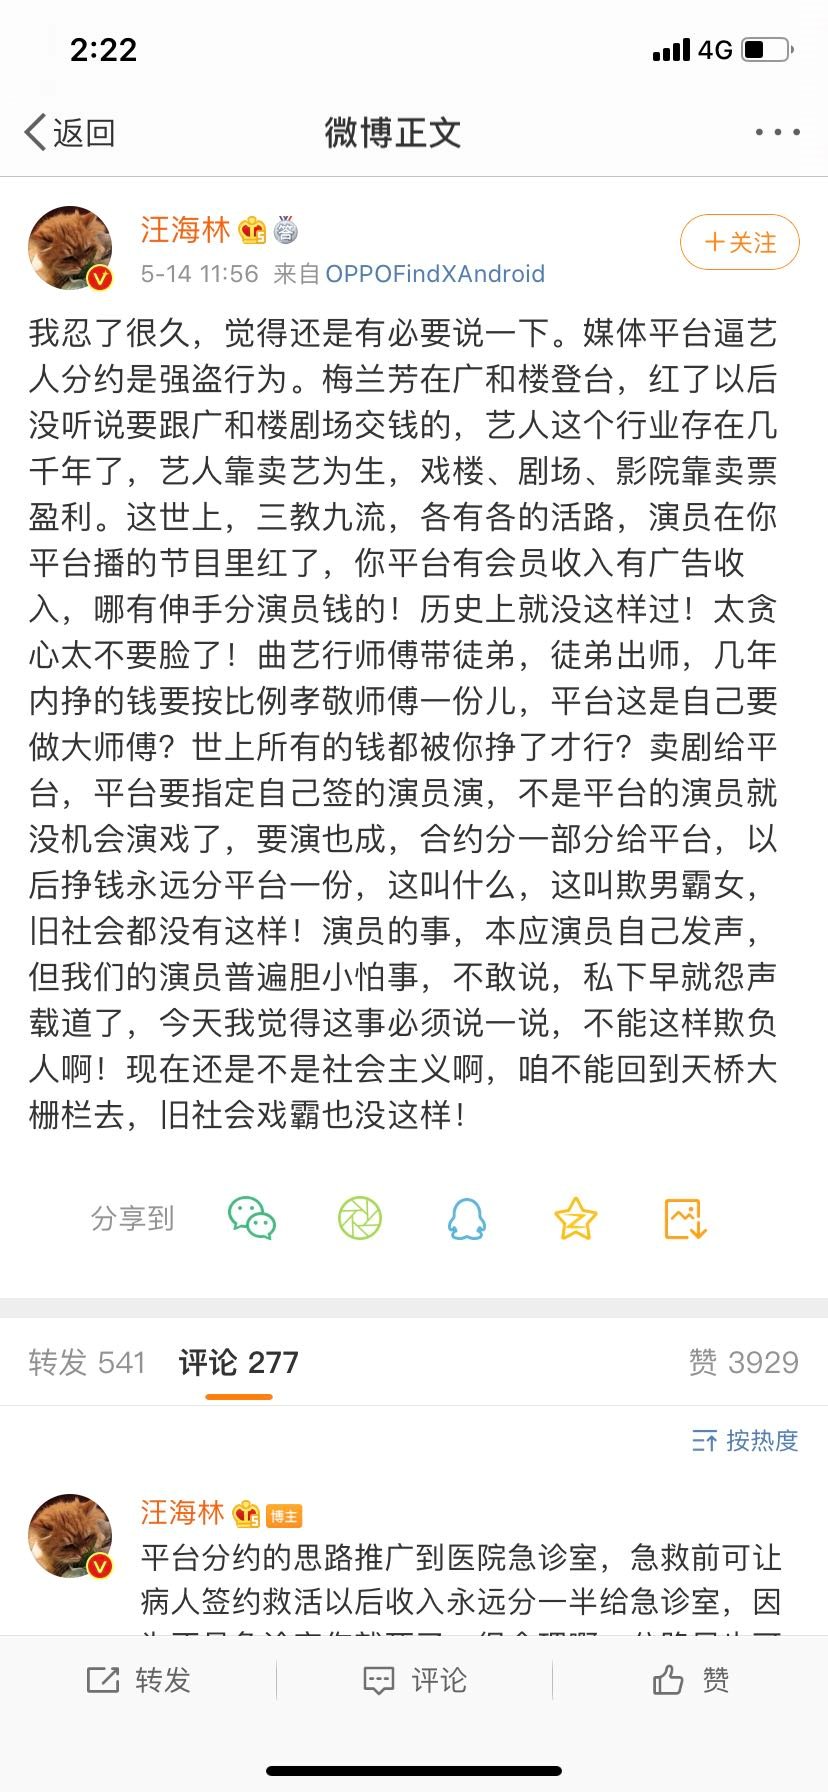 2:22
4G
返回
微博正文
汪海林
5
答
+关注
5-14 11:56 来自OPPOFindXAndroid
我忍了很久，觉得还是有必要说一下。媒体平台逼艺
人分约是强盗行为。梅兰芳在广和楼登台，红了以后
没听说要跟广和楼剧场交钱的，艺人这个行业存在几
千年了，艺人靠卖艺为生，戏楼、剧场、影院靠卖票
盈利。这世上，三教九流，各有各的活路，演员在你
平台播的节目里红了，你平台有会员收入有广告收
入，哪有伸手分演员钱的！历史上就没这样过！太贪
心太不要脸了！曲艺行师傅带徒弟，徒弟出师，几年
内挣的钱要按比例孝敬师傅一份儿，平台这是自己要
做大师傅？世上所有的钱都被你挣了才行？卖剧给平
台，平台要指定自己签的演员演，不是平台的演员就
没机会演戏了，要演也成，合约分一部分给平台，以
后挣钱永远分平台一份，这叫什么，这叫欺男霸女，
旧社会都没有这样！演员的事，本应演员自己发声，
但我们的演员普遍胆小怕事，不敢说，私下早就怨声
载道了，今天我觉得这事必须说一说，不能这样欺负
人啊！现在还是不是社会主义啊，咱不能回到天桥大
栅栏去，旧社会戏霸也没这样！
分享到
转发 541 评论 277 赞 3929
按热度
汪海林
5
博主
平台分约的思路推广到医院急诊室，急救前可让
病人签约救活以后收入永远分一半给急诊室，因
转发 评论 赞